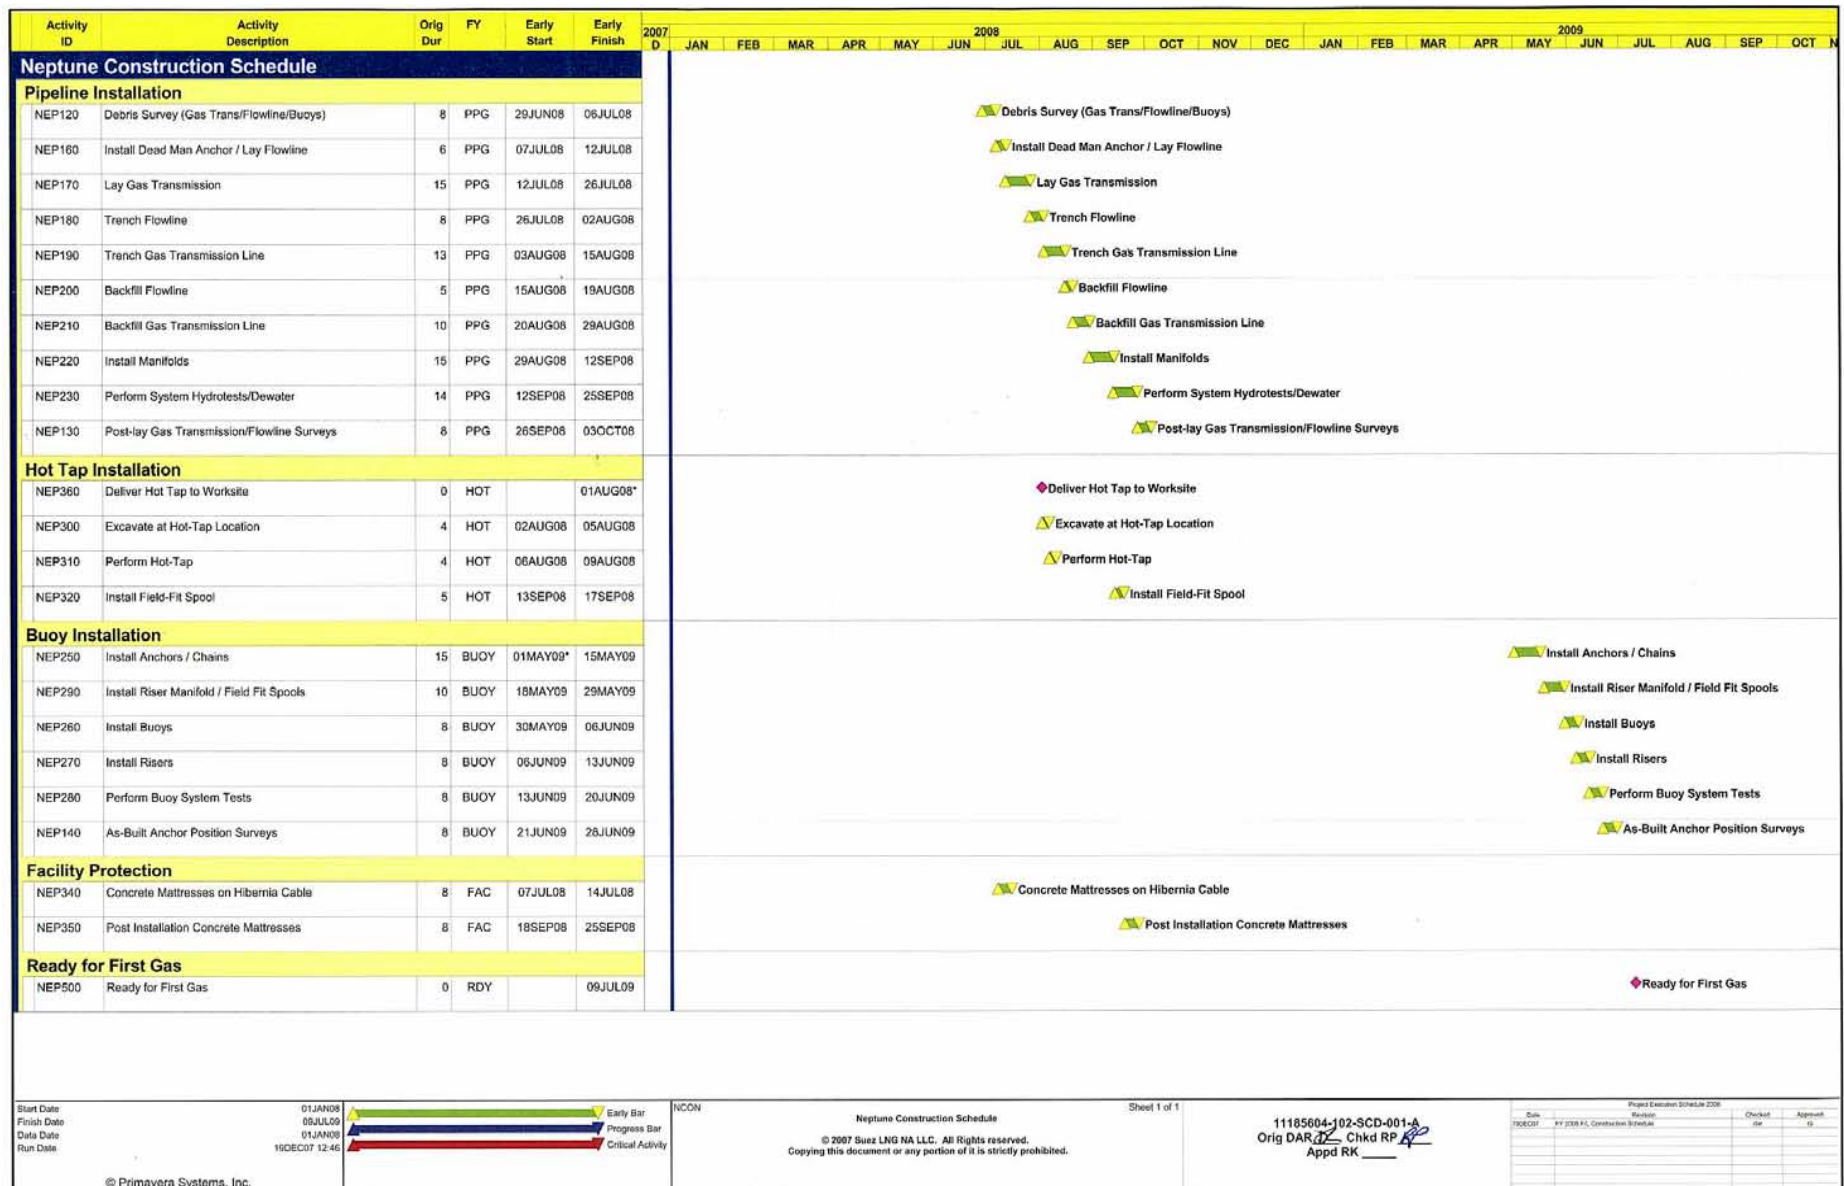 Activity ID Activity Description Orig Dur FY Early Start Early Finish
2007 2008 2009
D JAN FEB MAR APR MAY JUN JUL AUG SEP OCT NOV DEC JAN FEB MAR APR MAY JUN JUL AUG SEP OCT N
Neptune Construction Schedule
Pipeline Installation
NEP120 Debris Survey (Gas Trans/Flowline/Buoys) 8 PPG 29JUN08 06JUL08 Debris Survey (Gas Trans/Flowline/Buoys)
NEP160 Install Dead Man Anchor / Lay Flowline 6 PPG 07JUL08 12JUL08 Install Dead Man Anchor / Lay Flowline
NEP170 Lay Gas Transmission 15 PPG 12JUL08 26JUL08 Lay Gas Transmission
NEP180 Trench Flowline 8 PPG 26JUL08 02AUG08 Trench Flowline
NEP190 Trench Gas Transmission Line 13 PPG 03AUG08 15AUG08 Trench Gas Transmission Line
NEP200 Backfill Flowline 5 PPG 15AUG08 19AUG08 Backfill Flowline
NEP210 Backfill Gas Transmission Line 10 PPG 20AUG08 29AUG08 Backfill Gas Transmission Line
NEP220 Install Manifolds 15 PPG 29AUG08 12SEP08 Install Manifolds
NEP230 Perform System Hydrotests/Dewater 14 PPG 12SEP08 25SEP08 Perform System Hydrotests/Dewater
NEP130 Post-lay Gas Transmission/Flowline Surveys 8 PPG 26SEP08 03OCT08 Post-lay Gas Transmission/Flowline Surveys
Hot Tap Installation
NEP360 Deliver Hot Tap to Worksite 0 HOT 01AUG08* Deliver Hot Tap to Worksite
NEP300 Excavate at Hot-Tap Location 4 HOT 02AUG08 05AUG08 Excavate at Hot-Tap Location
NEP310 Perform Hot-Tap 4 HOT 06AUG08 09AUG08 Perform Hot-Tap
NEP320 Install Field-Fit Spool 5 HOT 13SEP08 17SEP08 Install Field-Fit Spool
Buoy Installation
NEP250 Install Anchors / Chains 15 BUOY 01MAY09* 15MAY09 Install Anchors / Chains
NEP290 Install Riser Manifold / Field Fit Spools 10 BUOY 18MAY09 29MAY09 Install Riser Manifold / Field Fit Spools
NEP260 Install Buoys 8 BUOY 30MAY09 06JUN09 Install Buoys
NEP270 Install Risers 8 BUOY 06JUN09 13JUN09 Install Risers
NEP280 Perform Buoy System Tests 8 BUOY 13JUN09 20JUN09 Perform Buoy System Tests
NEP140 As-Built Anchor Position Surveys 8 BUOY 21JUN09 28JUN09 As-Built Anchor Position Surveys
Facility Protection
NEP340 Concrete Mattresses on Hibernia Cable 8 FAC 07JUL08 14JUL08 Concrete Mattresses on Hibernia Cable
NEP350 Post Installation Concrete Mattresses 8 FAC 18SEP08 25SEP08 Post Installation Concrete Mattresses
Ready for First Gas
NEP500 Ready for First Gas 0 RDY 09JUL09 Ready for First Gas
Start Date 01JAN08
Finish Date 09JUL09
Data Date 01JAN08
Run Date 19DEC07 12:46
© Primavera Systems, Inc.
Early Bar
Progress Bar
Critical Activity
NCON
Sheet 1 of 1
Neptune Construction Schedule
© 2007 Suez LNG NA LLC. All Rights reserved.
Copying this document or any portion of it is strictly prohibited.
11185604-102-SCD-001-A
Orig DAR Chkd RP RP
Appd RK
Project Execution Schedule 2008
Date Revision Checked Approved
Construction Schedule